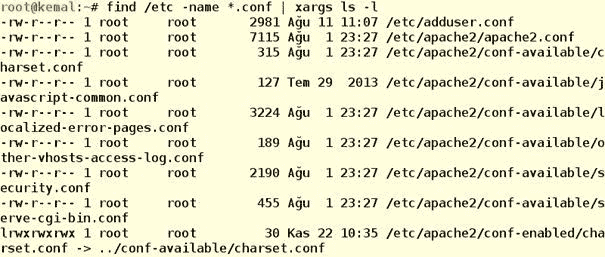 root@kemal:~# find /etc -name *.conf | xargs ls -l
-rw-r--r-- 1 root     root        2981 Ağu 11 11:07 /etc/adduser.conf
-rw-r--r-- 1 root     root        7115 Ağu  1 23:27 /etc/apache2/apache2.conf
-rw-r--r-- 1 root     root         315 Ağu  1 23:27 /etc/apache2/conf-available/c
harset.conf
-rw-r--r-- 1 root     root         127 Tem 29  2013 /etc/apache2/conf-available/j
avascript-common.conf
-rw-r--r-- 1 root     root        3224 Ağu  1 23:27 /etc/apache2/conf-available/l
ocalized-error-pages.conf
-rw-r--r-- 1 root     root         189 Ağu  1 23:27 /etc/apache2/conf-available/o
ther-vhosts-access-log.conf
-rw-r--r-- 1 root     root        2190 Ağu  1 23:27 /etc/apache2/conf-available/s
ecurity.conf
-rw-r--r-- 1 root     root         455 Ağu  1 23:27 /etc/apache2/conf-available/s
erve-cgi-bin.conf
lrwxrwxrwx 1 root     root          30 Kas 22 10:35 /etc/apache2/conf-enabled/cha
rset.conf -> ../conf-available/charset.conf